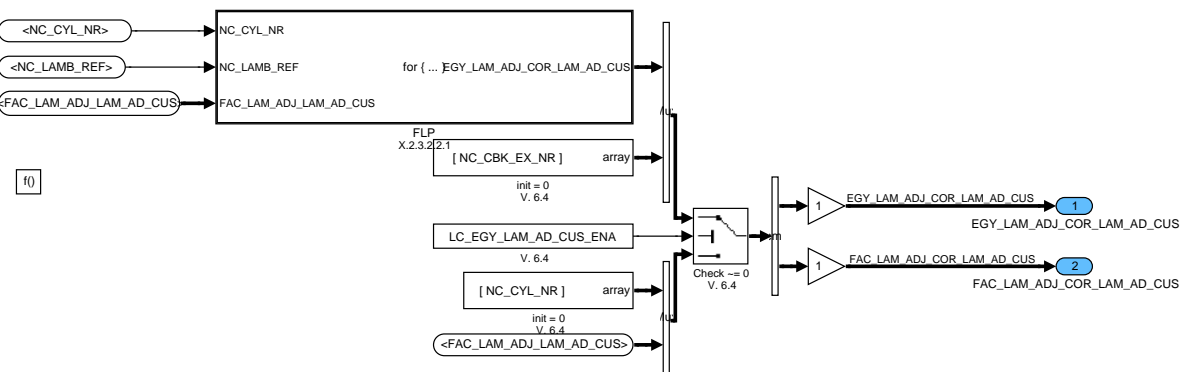 <NC_CYL_NR>
NC_CYL_NR
<NC_LAMB_REF>
NC_LAMB_REF
for { ... }
EGY_LAM_ADJ_COR_LAM_AD_CUS
<FAC_LAM_ADJ_LAM_AD_CUS>
FAC_LAM_ADJ_LAM_AD_CUS
FLP
X.2.3.2.2.1
[ NC_CBK_EX_NR ]
array
init = 0
V. 6.4
f()
LC_EGY_LAM_AD_CUS_ENA
V. 6.4
Check ~= 0
V. 6.4
[ NC_CYL_NR ]
array
init = 0
V. 6.4
<FAC_LAM_ADJ_LAM_AD_CUS>
1
EGY_LAM_ADJ_COR_LAM_AD_CUS
1
EGY_LAM_ADJ_COR_LAM_AD_CUS
1
FAC_LAM_ADJ_COR_LAM_AD_CUS
2
FAC_LAM_ADJ_COR_LAM_AD_CUS